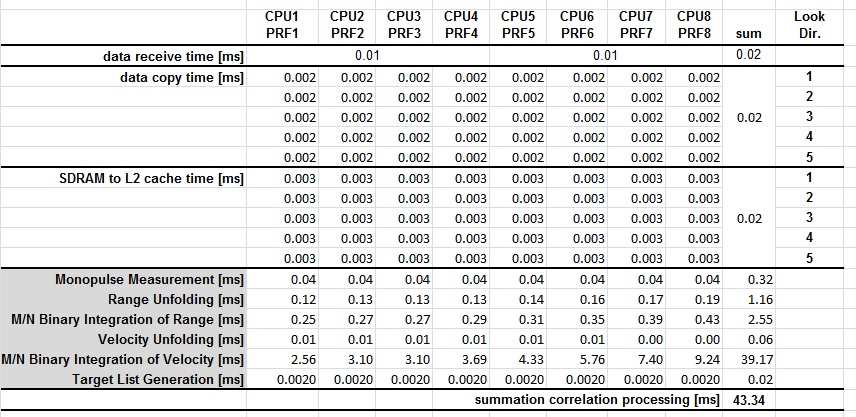 CPU1 CPU2 CPU3 CPU4 CPU5 CPU6 CPU7 CPU8 Look
PRF1 PRF2 PRF3 PRF4 PRF5 PRF6 PRF7 PRF8 sum Dir.
data receive time [ms] 0.01 0.01 0.02
data copy time [ms] 0.002 0.002 0.002 0.002 0.002 0.002 0.002 0.002 1
0.002 0.002 0.002 0.002 0.002 0.002 0.002 0.002 2
0.002 0.002 0.002 0.002 0.002 0.002 0.002 0.002 0.02 3
0.002 0.002 0.002 0.002 0.002 0.002 0.002 0.002 4
0.002 0.002 0.002 0.002 0.002 0.002 0.002 0.002 5
SDRAM to L2 cache time [ms] 0.003 0.003 0.003 0.003 0.003 0.003 0.003 0.003 1
0.003 0.003 0.003 0.003 0.003 0.003 0.003 0.003 2
0.003 0.003 0.003 0.003 0.003 0.003 0.003 0.003 0.02 3
0.003 0.003 0.003 0.003 0.003 0.003 0.003 0.003 4
0.003 0.003 0.003 0.003 0.003 0.003 0.003 0.003 5
Monopulse Measurement [ms] 0.04 0.04 0.04 0.04 0.04 0.04 0.04 0.04 0.32
Range Unfolding [ms] 0.12 0.13 0.13 0.13 0.14 0.16 0.17 0.19 1.16
M/N Binary Integration of Range [ms] 0.25 0.27 0.27 0.29 0.31 0.35 0.39 0.43 2.55
Velocity Unfolding [ms] 0.01 0.01 0.01 0.01 0.01 0.01 0.00 0.00 0.06
M/N Binary Integration of Velocity [ms] 2.56 3.10 3.10 3.69 4.33 5.76 7.40 9.24 39.17
Target List Generation [ms] 0.0020 0.0020 0.0020 0.0020 0.0020 0.0020 0.0020 0.0020 0.02
summation correlation processing [ms] 43.34